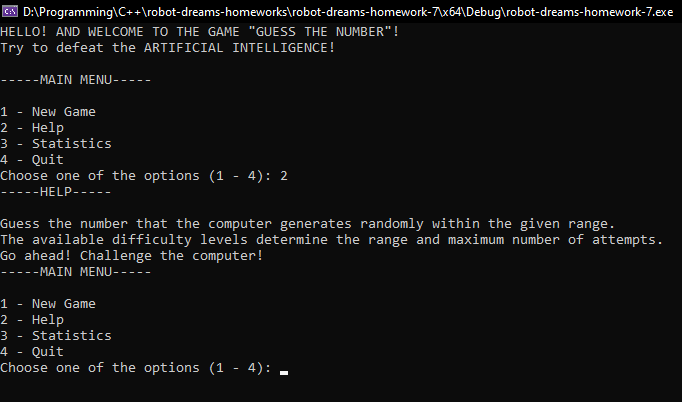 D:\Programming\C++\robot-dreams-homeworks\robot-dreams-homework-7\x64\Debug\robot-dreams-homework-7.exe
HELLO! AND WELCOME TO THE GAME "GUESS THE NUMBER"!
Try to defeat the ARTIFICIAL INTELLIGENCE!
-----MAIN MENU-----
1 - New Game
2 - Help
3 - Statistics
4 - Quit
Choose one of the options (1 - 4): 2
-----HELP-----
Guess the number that the computer generates randomly within the given range.
The available difficulty levels determine the range and maximum number of attempts.
Go ahead! Challenge the computer!
-----MAIN MENU-----
1 - New Game
2 - Help
3 - Statistics
4 - Quit
Choose one of the options (1 - 4):